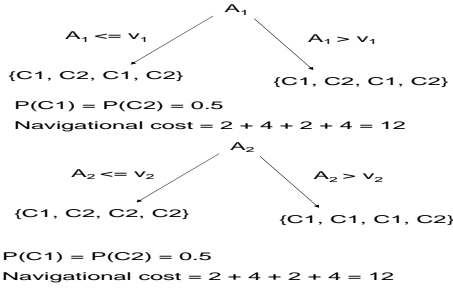 A₁
A₁ <= v₁ A₁ > v₁
{C1, C2, C1, C2} {C1, C2, C1, C2}
P(C1) = P(C2) = 0.5
Navigational cost = 2 + 4 + 2 + 4 = 12
A₂
A₂ <= v₂ A₂ > v₂
{C1, C2, C2, C2} {C1, C1, C1, C2}
P(C1) = P(C2) = 0.5
Navigational cost = 2 + 4 + 2 + 4 = 12